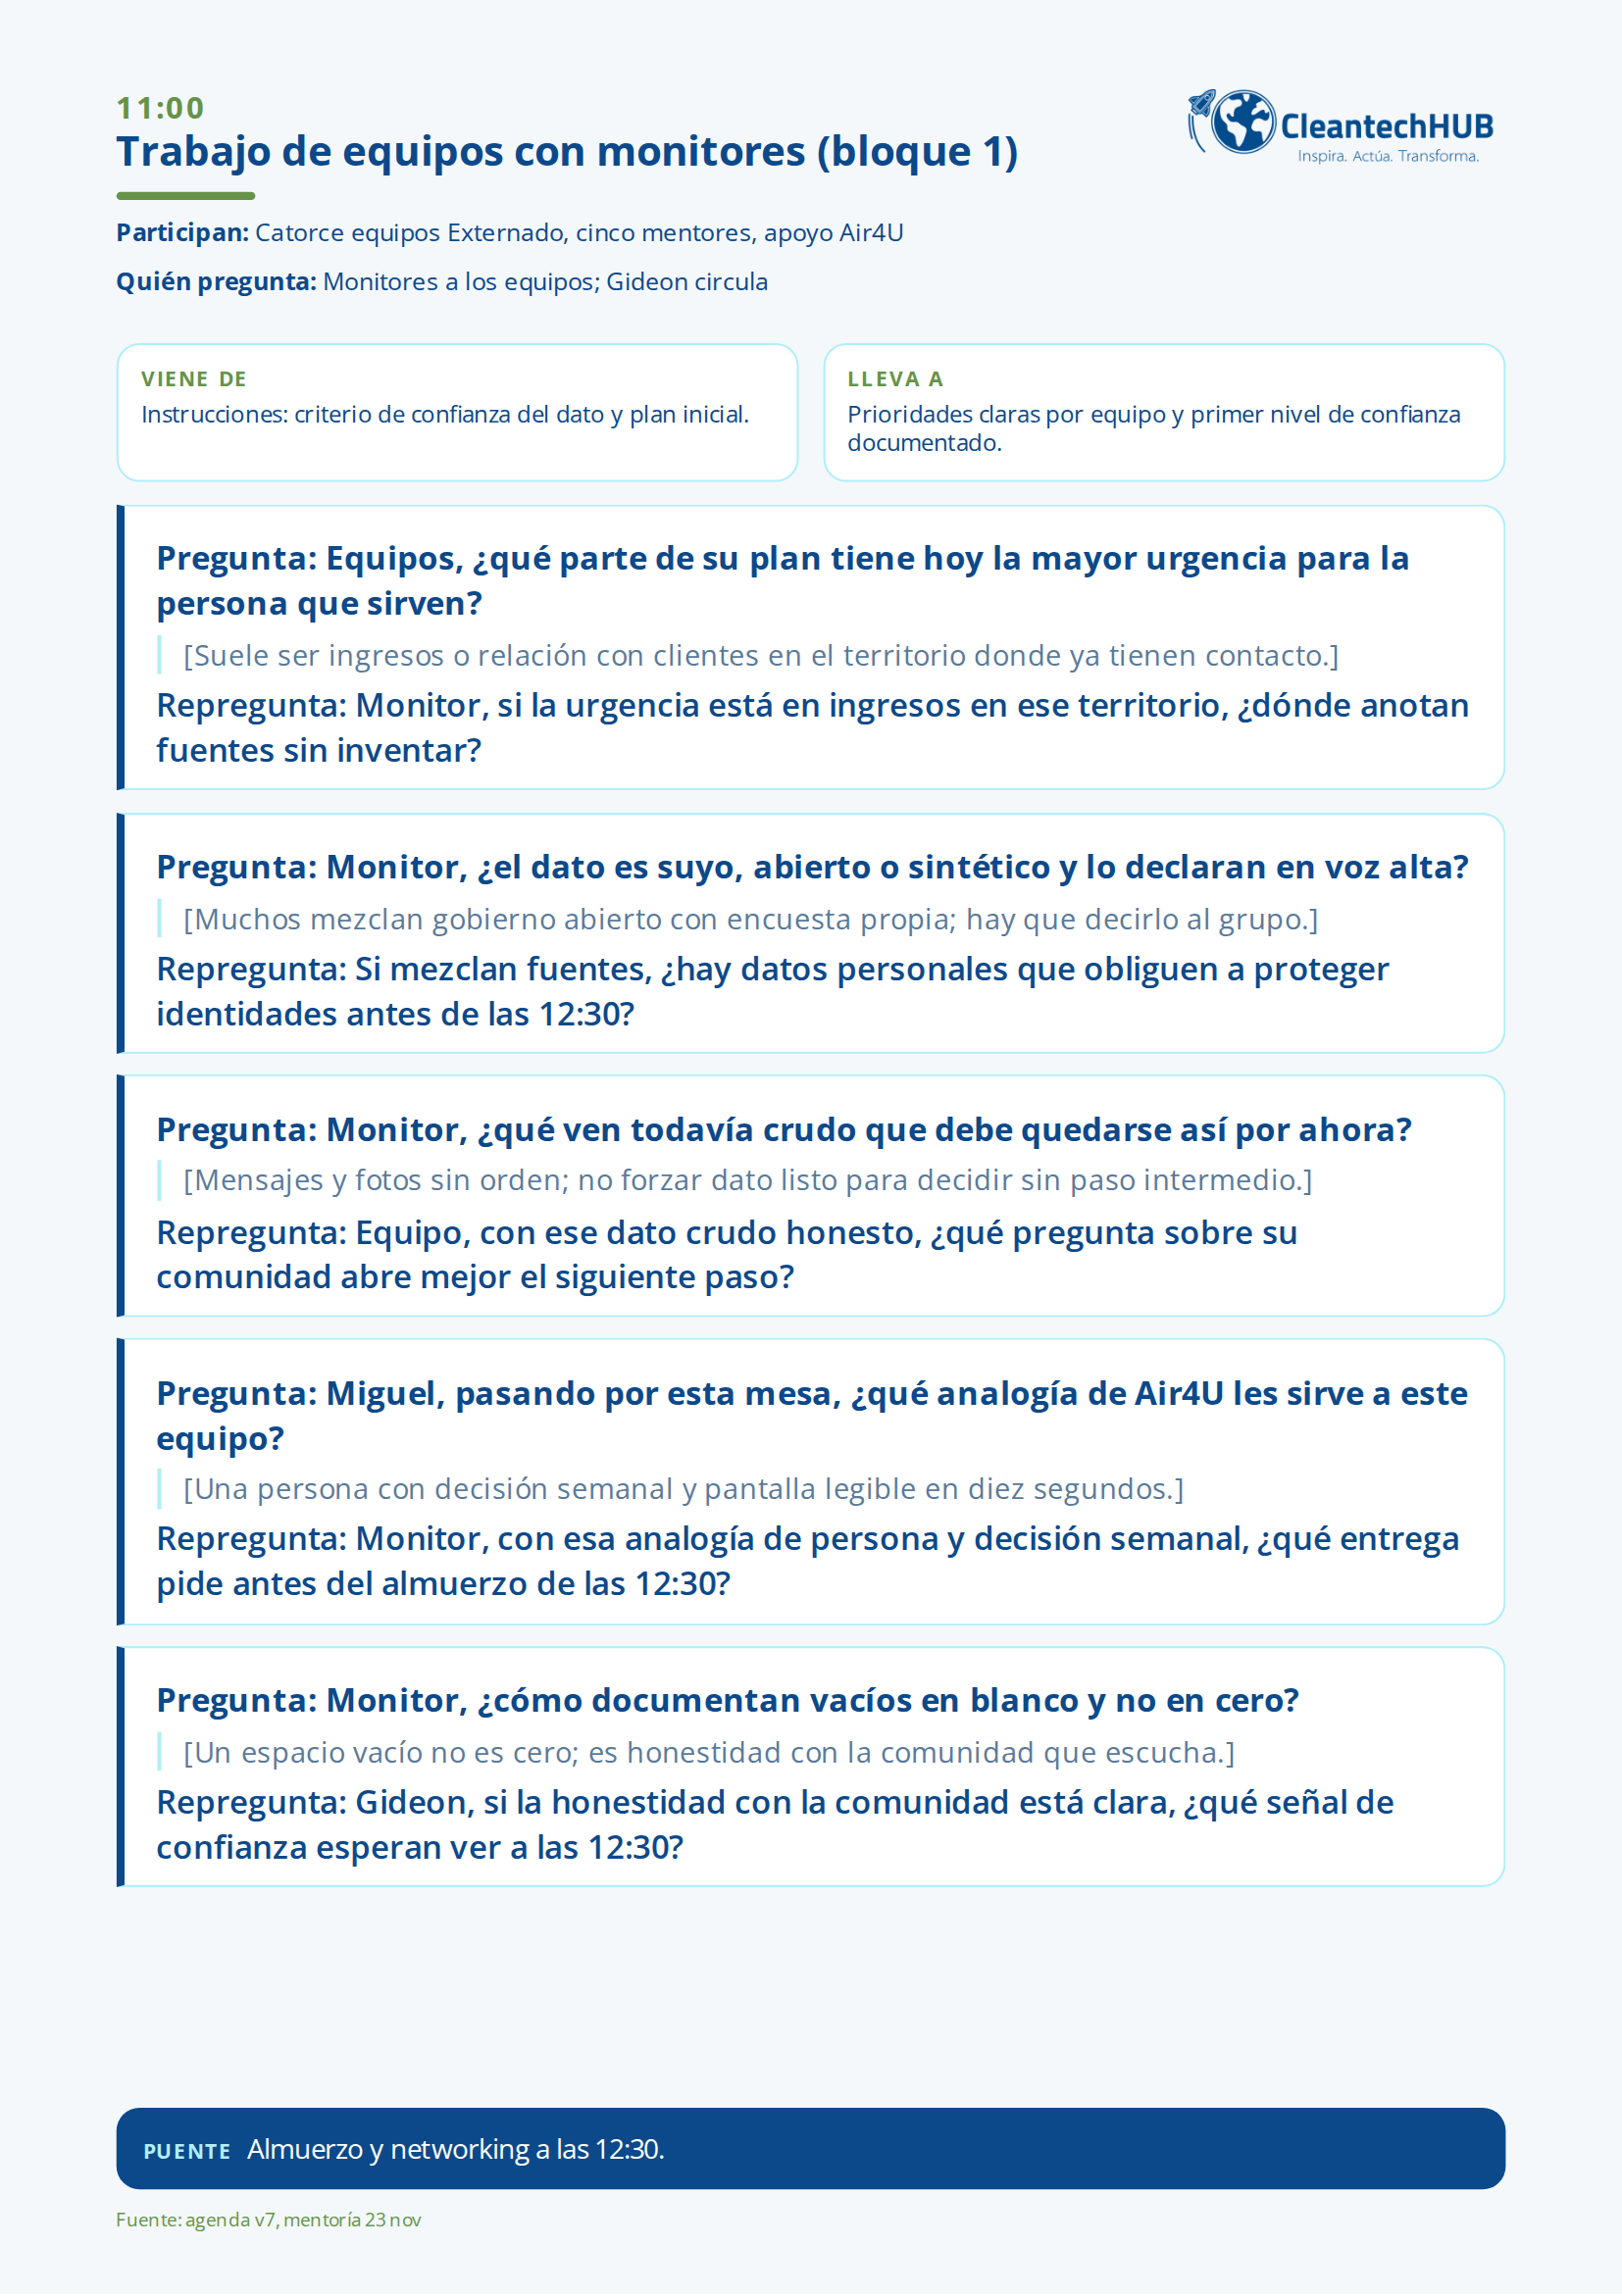 11:00
Trabajo de equipos con monitores (bloque 1)
CleantechHUB
Inspira. Actúa. Transforma.
Participan: Catorce equipos Externado, cinco mentores, apoyo Air4U
Quién pregunta: Monitores a los equipos; Gideon circula
VIENE DE
Instrucciones: criterio de confianza del dato y plan inicial.
LLEVA A
Prioridades claras por equipo y primer nivel de confianza
documentado.
Pregunta: Equipos, ¿qué parte de su plan tiene hoy la mayor urgencia para la
persona que sirven?
[Suele ser ingresos o relación con clientes en el territorio donde ya tienen contacto.]
Repregunta: Monitor, si la urgencia está en ingresos en ese territorio, ¿dónde anotan
fuentes sin inventar?
Pregunta: Monitor, ¿el dato es suyo, abierto o sintético y lo declaran en voz alta?
[Muchos mezclan gobierno abierto con encuesta propia; hay que decirlo al grupo.]
Repregunta: Si mezclan fuentes, ¿hay datos personales que obliguen a proteger
identidades antes de las 12:30?
Pregunta: Monitor, ¿qué ven todavía crudo que debe quedarse así por ahora?
[Mensajes y fotos sin orden; no forzar dato listo para decidir sin paso intermedio.]
Repregunta: Equipo, con ese dato crudo honesto, ¿qué pregunta sobre su
comunidad abre mejor el siguiente paso?
Pregunta: Miguel, pasando por esta mesa, ¿qué analogía de Air4U les sirve a este
equipo?
[Una persona con decisión semanal y pantalla legible en diez segundos.]
Repregunta: Monitor, con esa analogía de persona y decisión semanal, ¿qué entrega
pide antes del almuerzo de las 12:30?
Pregunta: Monitor, ¿cómo documentan vacíos en blanco y no en cero?
[Un espacio vacío no es cero; es honestidad con la comunidad que escucha.]
Repregunta: Gideon, si la honestidad con la comunidad está clara, ¿qué señal de
confianza esperan ver a las 12:30?
PUENTE Almuerzo y networking a las 12:30.
Fuente: agenda v7, mentoría 23 nov